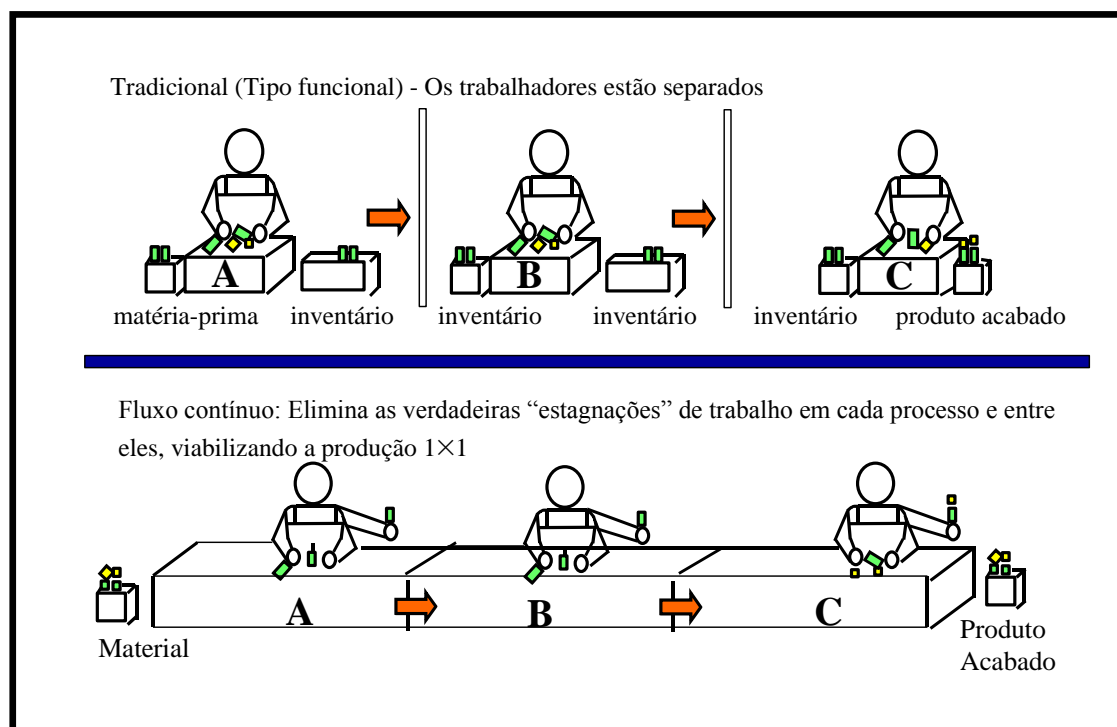 Tradicional (Tipo funcional) - Os trabalhadores estão separados
A
B
C
matéria-prima inventário inventário inventário inventário produto acabado
Fluxo contínuo: Elimina as verdadeiras “estagnações” de trabalho em cada processo e entre
eles, viabilizando a produção 1×1
A
B
C
Material
Produto
Acabado